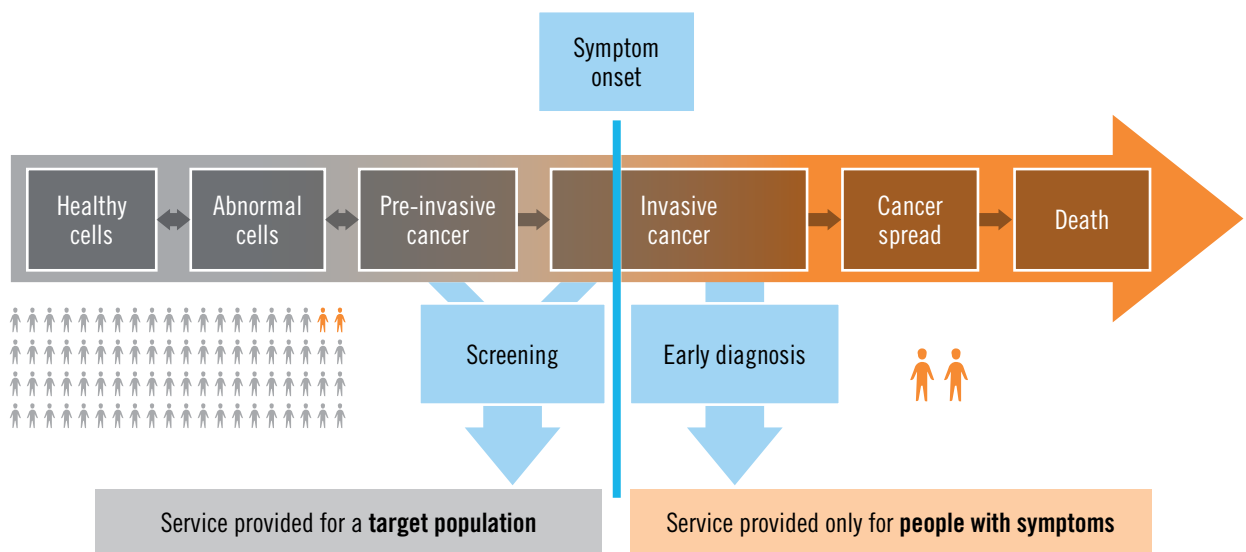 Symptom
onset
Healthy
cells
Abnormal
cells
Pre-invasive
cancer
Invasive
cancer
Cancer
spread
Death
Screening
Early diagnosis
Service provided for a target population
Service provided only for people with symptoms